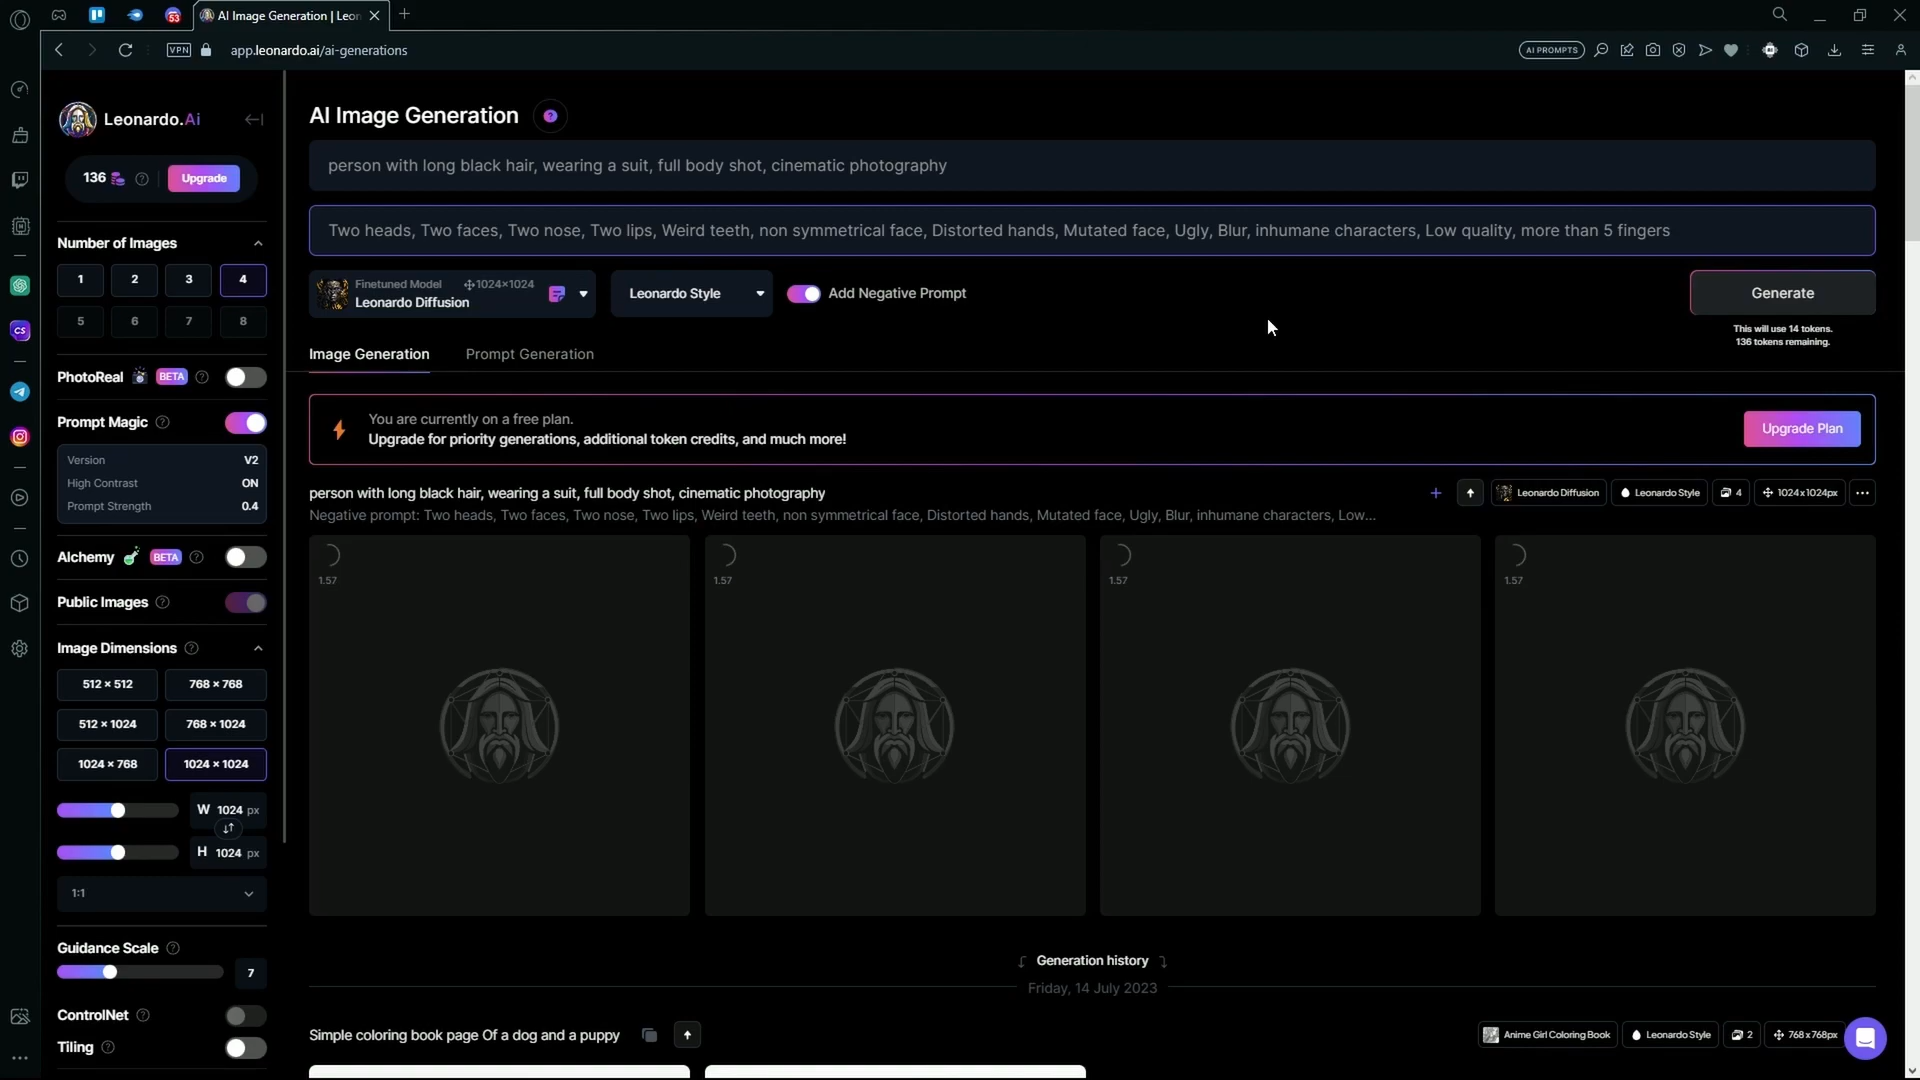 AI Image Generation | Leon
53
VPN
app.leonardo.ai/ai-generations
AI PROMPTS
Leonardo.Ai
136
Upgrade
Number of Images
1 2 3 4
5 6 7 8
PhotoReal BETA
Prompt Magic
Version V2
High Contrast ON
Prompt Strength 0.4
Alchemy BETA
Public Images
Image Dimensions
512 × 512 768 × 768
512 × 1024 768 × 1024
1024 × 768 1024 × 1024
W 1024 px
H 1024 px
1:1
Guidance Scale
7
ControlNet
Tiling
CS
AI Image Generation
person with long black hair, wearing a suit, full body shot, cinematic photography
Two heads, Two faces, Two nose, Two lips, Weird teeth, non symmetrical face, Distorted hands, Mutated face, Ugly, Blur, inhumane characters, Low quality, more than 5 fingers
Finetuned Model 1024×1024
Leonardo Diffusion
Leonardo Style
Add Negative Prompt
Generate
This will use 14 tokens.
136 tokens remaining.
Image Generation Prompt Generation
You are currently on a free plan.
Upgrade for priority generations, additional token credits, and much more!
Upgrade Plan
person with long black hair, wearing a suit, full body shot, cinematic photography
Leonardo Diffusion Leonardo Style 4 1024x1024px
Negative prompt: Two heads, Two faces, Two nose, Two lips, Weird teeth, non symmetrical face, Distorted hands, Mutated face, Ugly, Blur, inhumane characters, Low...
1.57 1.57 1.57 1.57
Generation history
Friday, 14 July 2023
Simple coloring book page Of a dog and a puppy
Anime Girl Coloring Book Leonardo Style 2 768x768px